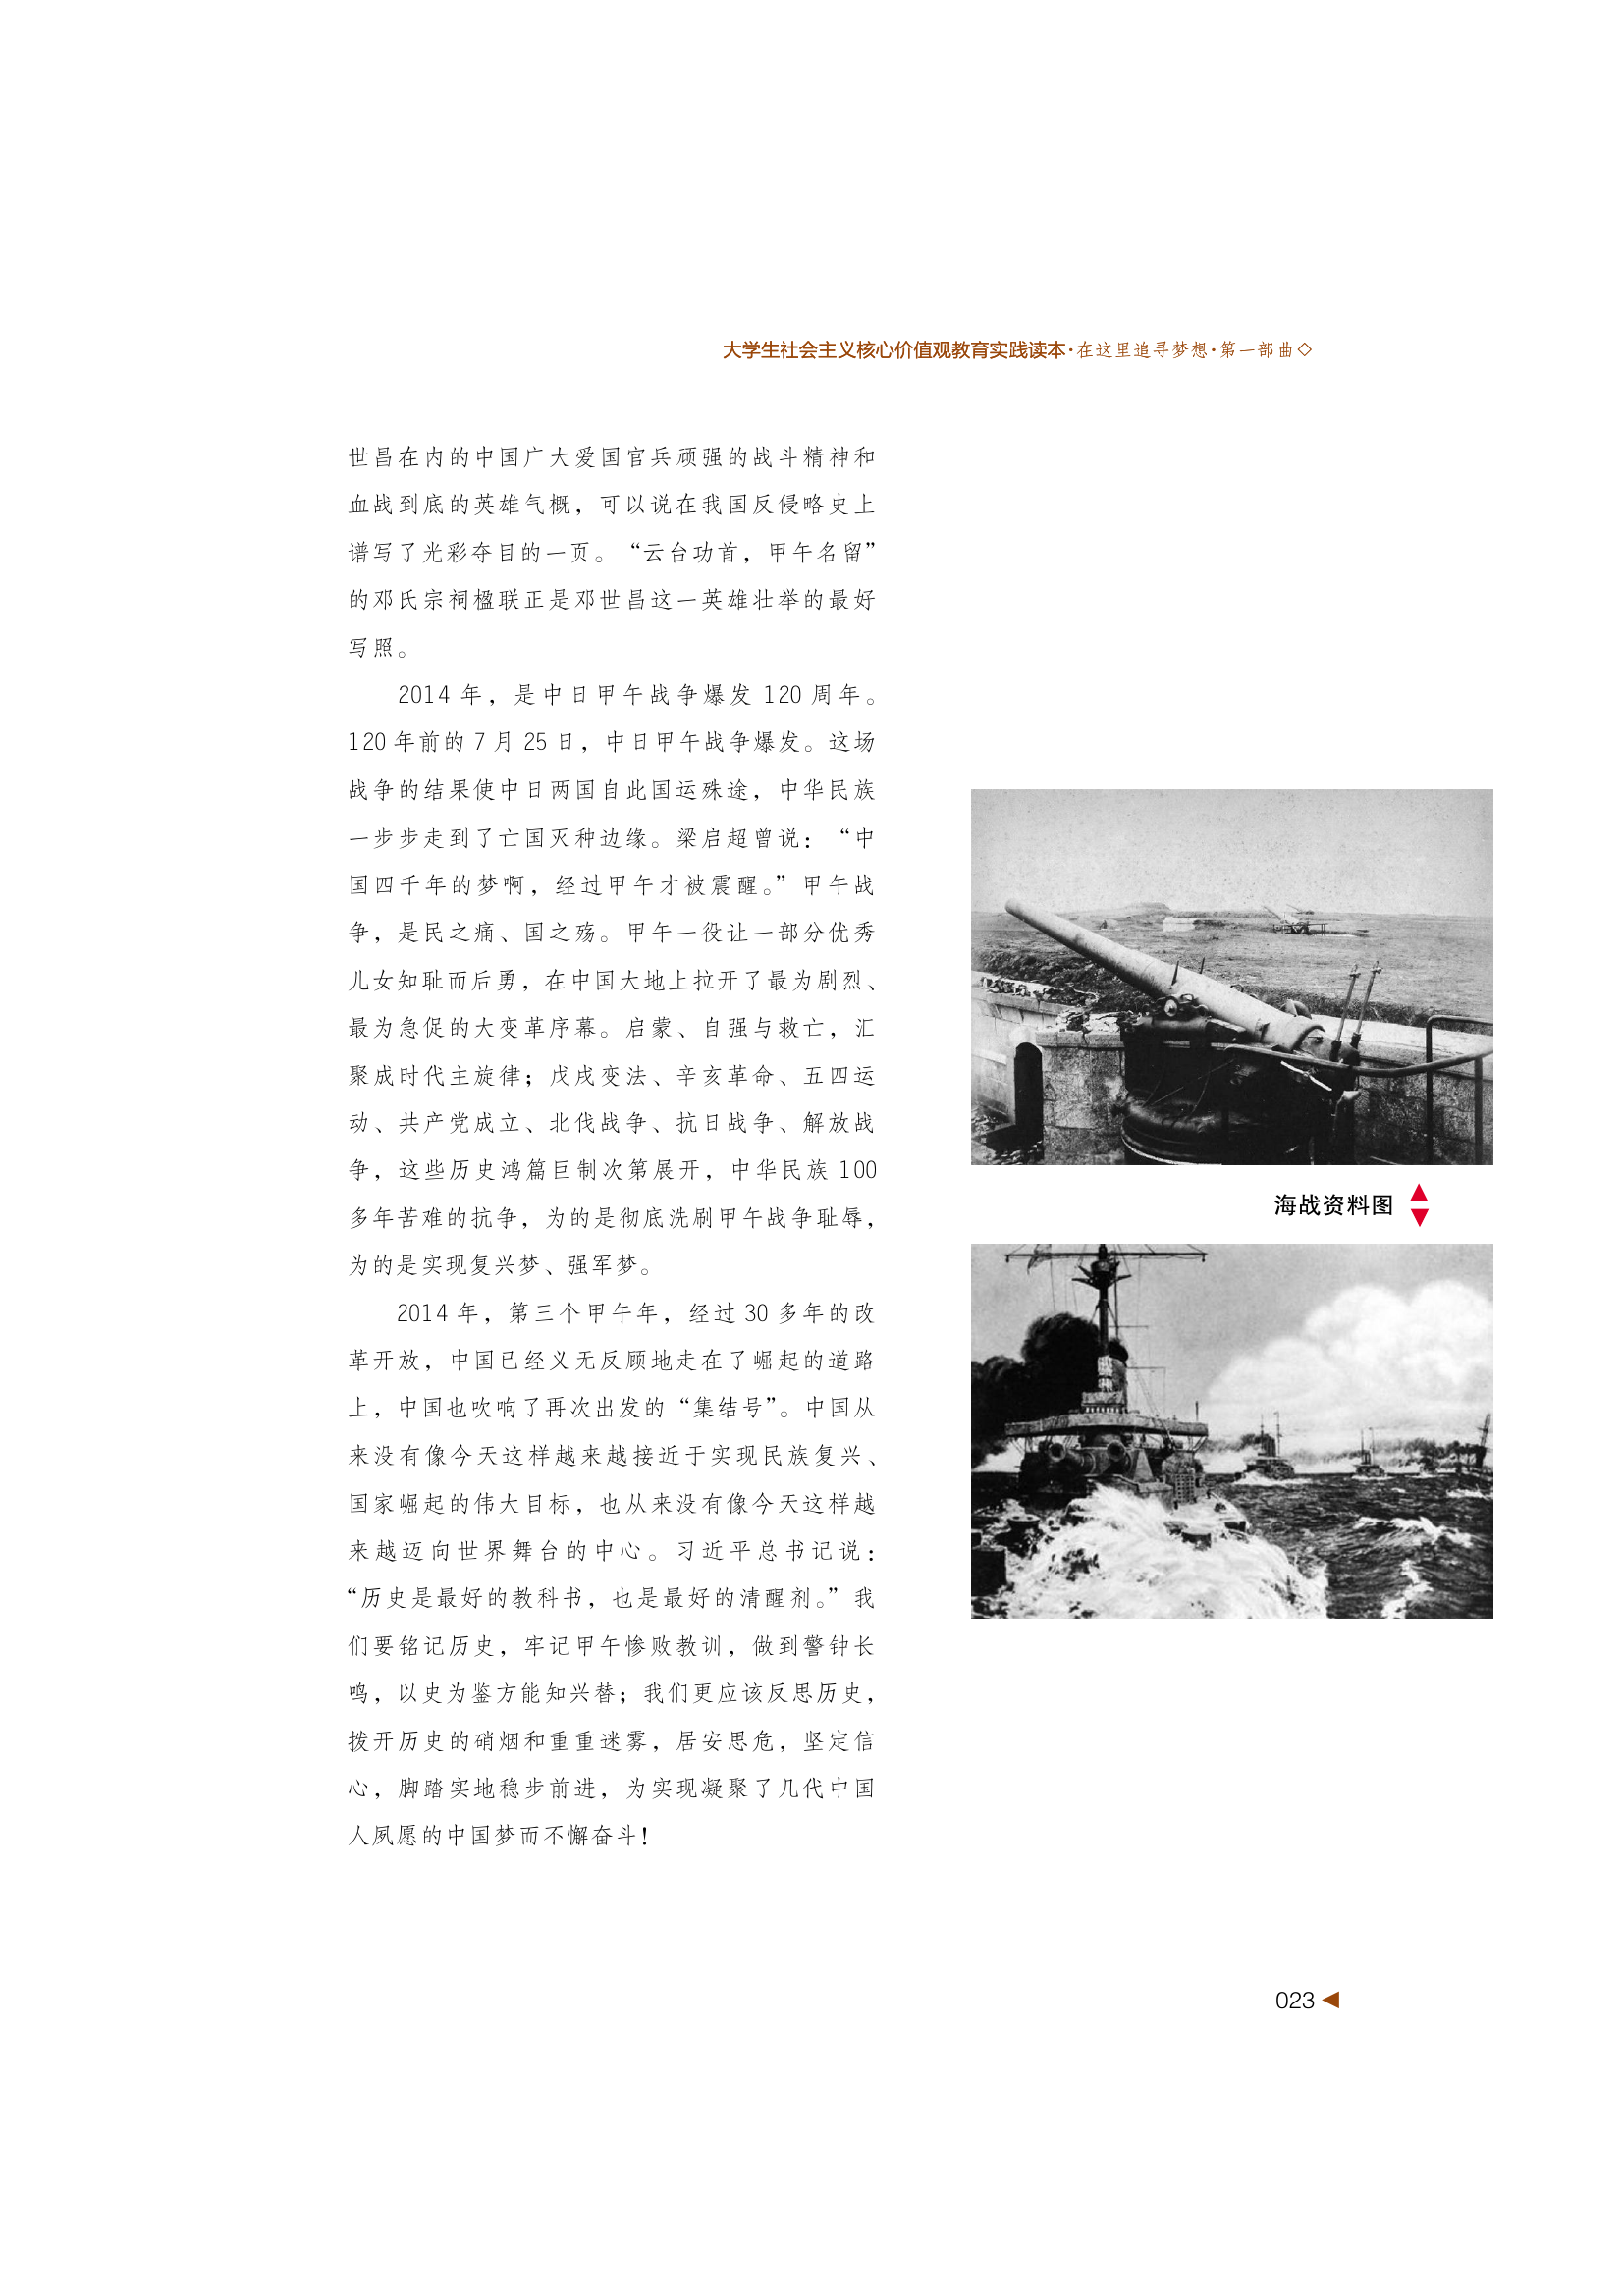 大学生社会主义核心价值观教育实践读本·在这里追寻梦想·第一部曲◇
世昌在内的中国广大爱国官兵顽强的战斗精神和
血战到底的英雄气概，可以说在我国反侵略史上
谱写了光彩夺目的一页。“云台功首，甲午名留”
的邓氏宗祠楹联正是邓世昌这一英雄壮举的最好
写照。
2014 年，是中日甲午战争爆发 120 周年。
120 年前的 7 月 25 日，中日甲午战争爆发。这场
战争的结果使中日两国自此国运殊途，中华民族
一步步走到了亡国灭种边缘。梁启超曾说：“中
国四千年的梦啊，经过甲午才被震醒。”甲午战
争，是民之痛、国之殇。甲午一役让一部分优秀
儿女知耻而后勇，在中国大地上拉开了最为剧烈、
最为急促的大变革序幕。启蒙、自强与救亡，汇
聚成时代主旋律；戊戌变法、辛亥革命、五四运
动、共产党成立、北伐战争、抗日战争、解放战
争，这些历史鸿篇巨制次第展开，中华民族 100
多年苦难的抗争，为的是彻底洗刷甲午战争耻辱，
为的是实现复兴梦、强军梦。
2014 年，第三个甲午年，经过 30 多年的改
革开放，中国已经义无反顾地走在了崛起的道路
上，中国也吹响了再次出发的“集结号”。中国从
来没有像今天这样越来越接近于实现民族复兴、
国家崛起的伟大目标，也从来没有像今天这样越
来越迈向世界舞台的中心。习近平总书记说：
“历史是最好的教科书，也是最好的清醒剂。”我
们要铭记历史，牢记甲午惨败教训，做到警钟长
鸣，以史为鉴方能知兴替；我们更应该反思历史，
拨开历史的硝烟和重重迷雾，居安思危，坚定信
心，脚踏实地稳步前进，为实现凝聚了几代中国
人夙愿的中国梦而不懈奋斗！
海战资料图
023